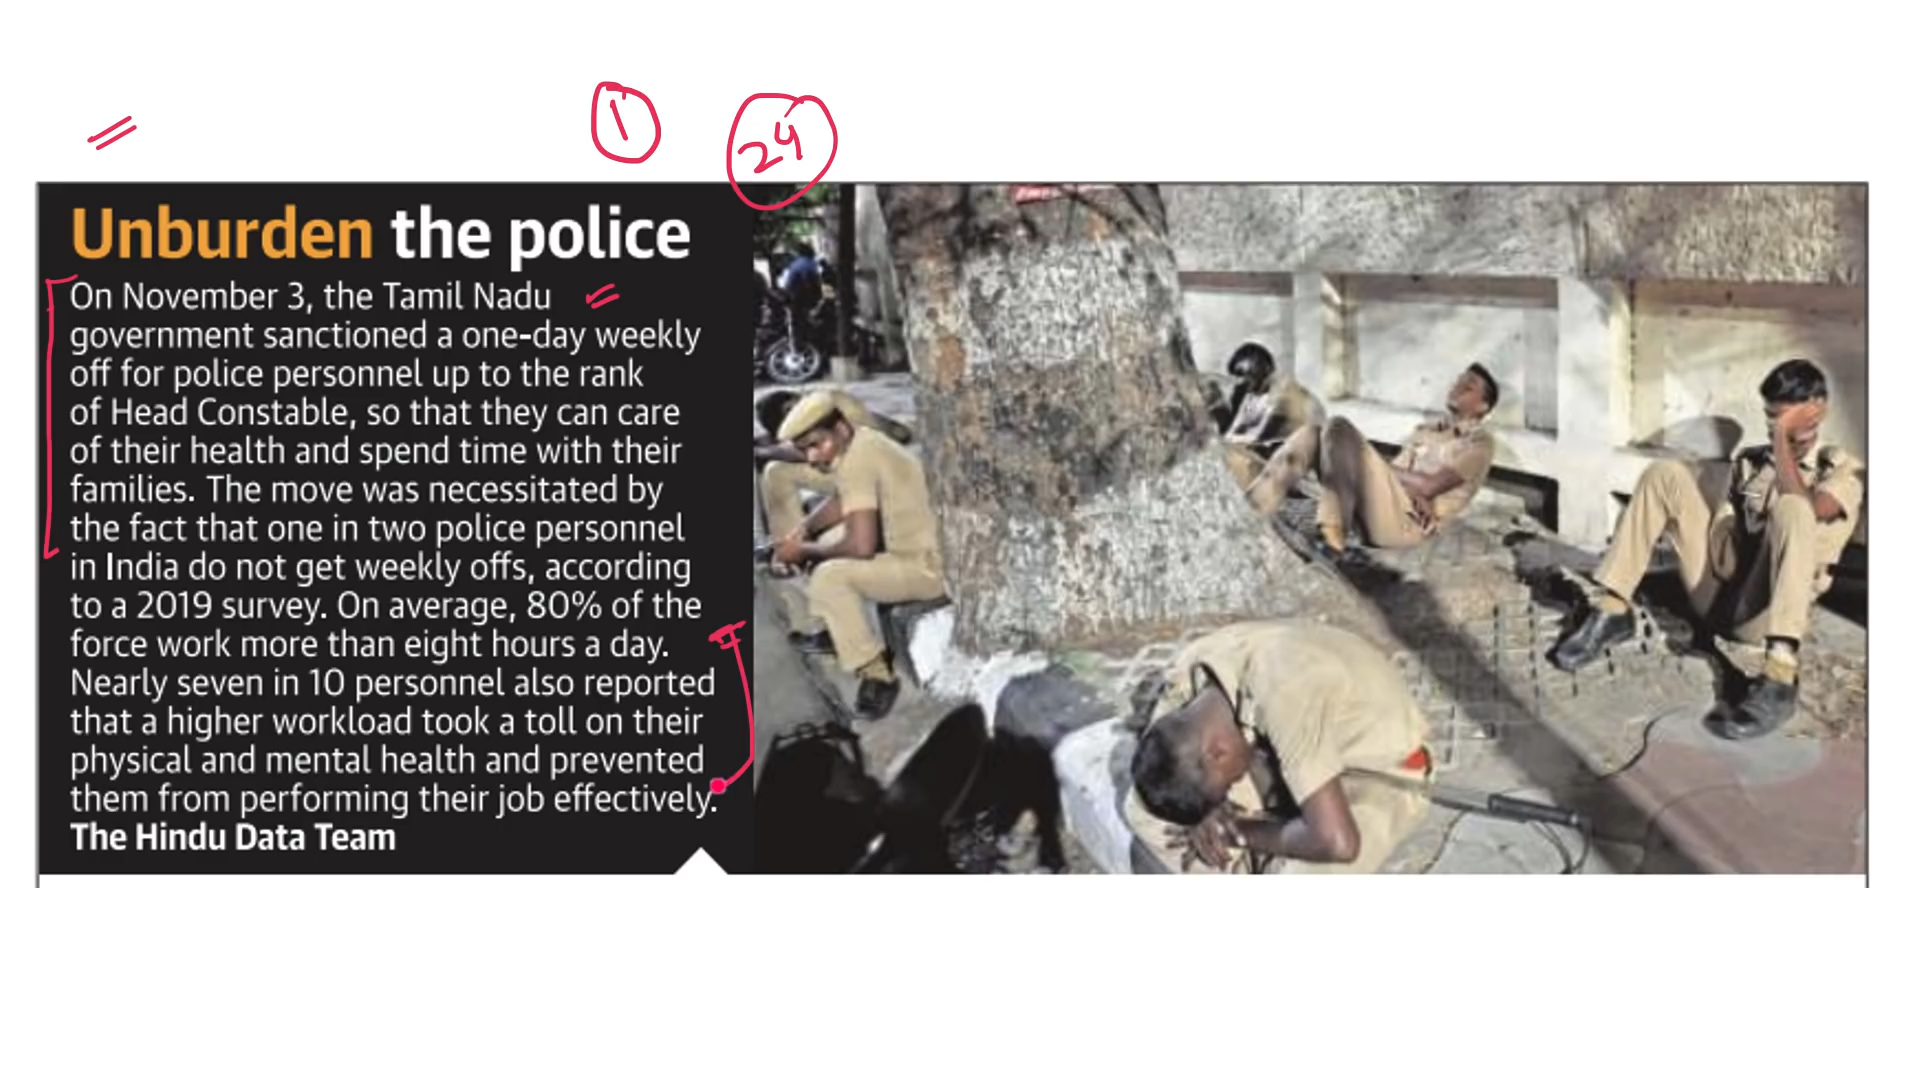 1
24
Unburden the police
On November 3, the Tamil Nadu
government sanctioned a one-day weekly
off for police personnel up to the rank
of Head Constable, so that they can care
of their health and spend time with their
families. The move was necessitated by
the fact that one in two police personnel
in India do not get weekly offs, according
to a 2019 survey. On average, 80% of the
force work more than eight hours a day.
Nearly seven in 10 personnel also reported
that a higher workload took a toll on their
physical and mental health and prevented
them from performing their job effectively.
The Hindu Data Team